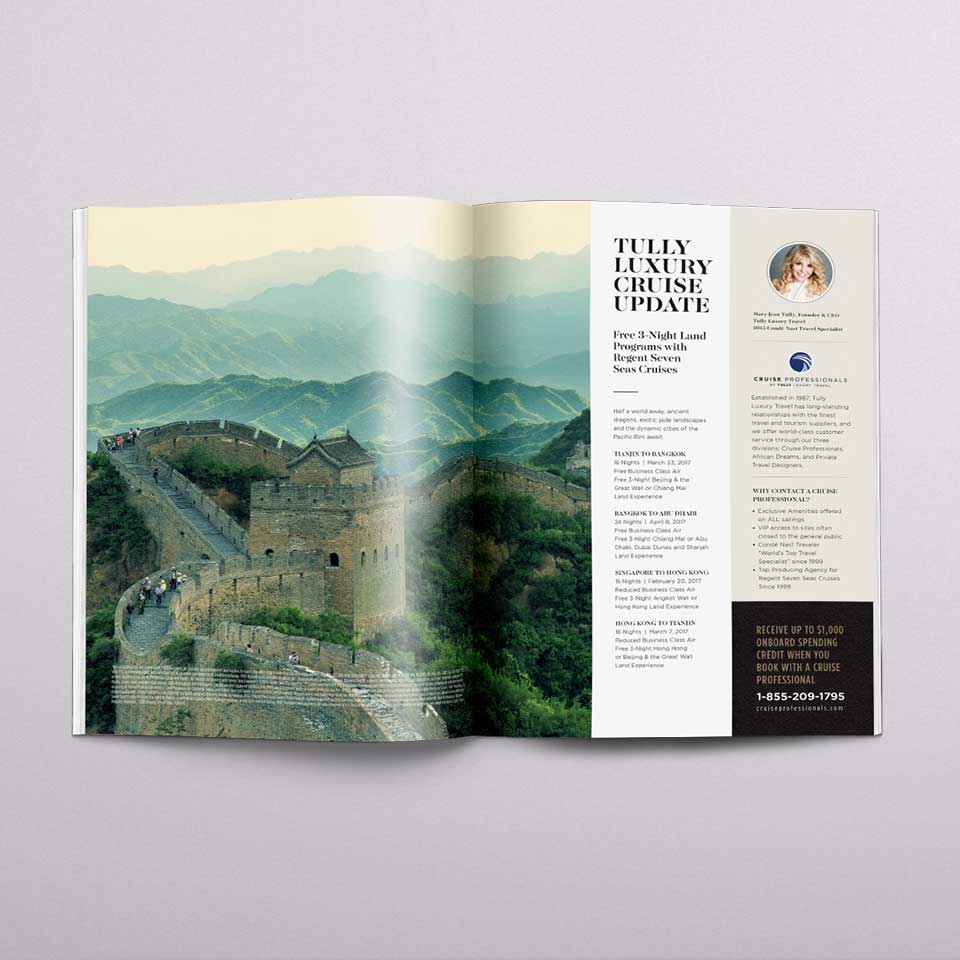 TULLY
LUXURY
CRUISE
UPDATE
Free 3-Night Land
Programs with
Regent Seven
Seas Cruises
Half a world away, ancient
dragons, exotic jade landscapes
and the dynamic cities of the
Pacific Rim await.
TIANJIN TO BANGKOK
16 Nights | March 23, 2017
Free Business Class Air
Free 3-Night Beijing & the
Great Wall or Chiang Mai
Land Experience
BANGKOK TO ABU DHABI
24 Nights | April 8, 2017
Free Business Class Air
Free 3-Night Chiang Mai or Abu
Dhabi, Dubai Dunes and Sharjah
Land Experience
SINGAPORE TO HONG KONG
15 Nights | February 20, 2017
Reduced Business Class Air
Free 3-Night Angkot Wat or
Hong Kong Land Experience
HONG KONG TO TIANJIN
16 Nights | March 7, 2017
Reduced Business Class Air
Free 3-Night Hong Hong
or Beijing & the Great Wall
Land Experience
Mary Jean Tully, Founder & CEO
Tully Luxury Travel
2015 Condé Nast Travel Specialist
CRUISE PROFESSIONALS
BY TULLY LUXURY TRAVEL
Established in 1987, Tully
Luxury Travel has long-standing
relationships with the finest
travel and tourism suppliers, and
we offer world-class customer
service through our three
divisions: Cruise Professionals,
African Dreams, and Private
Travel Designers.
WHY CONTACT A CRUISE
PROFESSIONAL?
• Exclusive Amenities offered
on ALL sailings
• VIP access to sites often
closed to the general public
• Condé Nast Traveler
"World's Top Travel
Specialist" since 1999
• Top Producing Agency for
Regent Seven Seas Cruises
Since 1999
RECEIVE UP TO $1,000
ONBOARD SPENDING
CREDIT WHEN YOU
BOOK WITH A CRUISE
PROFESSIONAL
1-855-209-1795
cruiseprofessionals.com